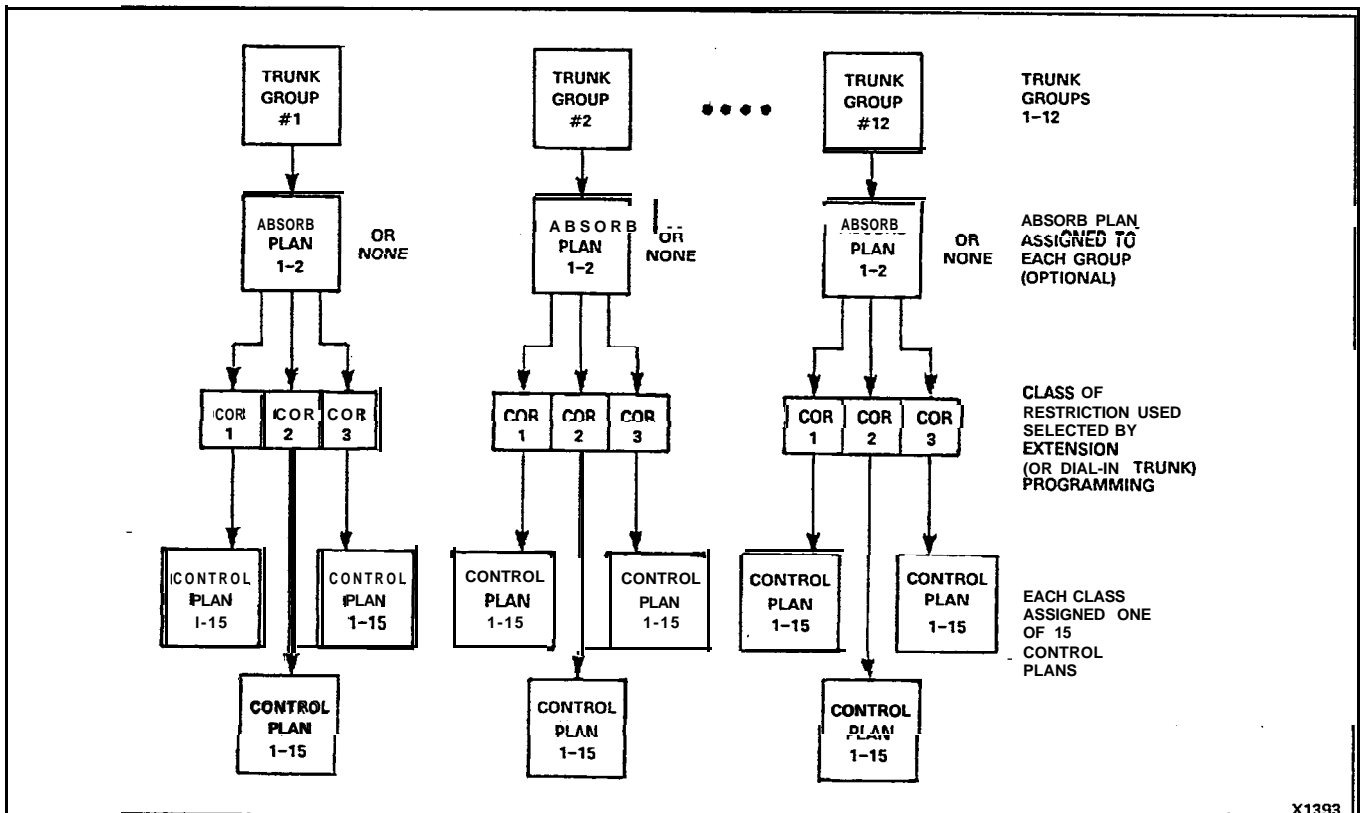 TRUNK
GROUP
#1
TRUNK
GROUP
#2
TRUNK
GROUP
#12
TRUNK
GROUPS
1-12
ABSORB
PLAN
1-2
OR
NONE
ABSORB
PLAN
1-2
OR
NONE
ABSORB
PLAN
1-2
OR
NONE
ABSORB PLAN
ASSIGNED TO
EACH GROUP
(OPTIONAL)
COR
1
COR
2
COR
3
COR
1
COR
2
COR
3
COR
1
COR
2
COR
3
CLASS OF
RESTRICTION USED
SELECTED BY
EXTENSION
(OR DIAL-IN TRUNK)
PROGRAMMING
CONTROL
PLAN
1-15
CONTROL
PLAN
1-15
CONTROL
PLAN
1-15
CONTROL
PLAN
1-15
CONTROL
PLAN
1-15
CONTROL
PLAN
1-15
EACH CLASS
ASSIGNED ONE
OF 15
CONTROL
PLANS
CONTROL
PLAN
1-15
CONTROL
PLAN
1-15
CONTROL
PLAN
1-15
X1393